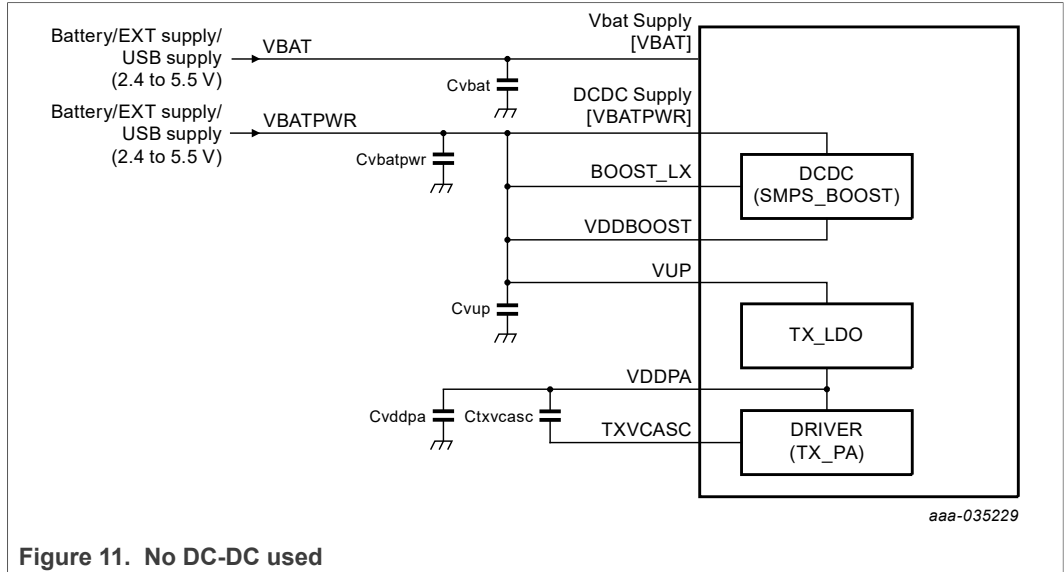 Battery/EXT supply/
USB supply
(2.4 to 5.5 V)
VBAT
Vbat Supply
[VBAT]
Cvbat
Battery/EXT supply/
USB supply
(2.4 to 5.5 V)
VBATPWR
DCDC Supply
[VBATPWR]
Cvbatpwr
BOOST_LX
DCDC
(SMPS_BOOST)
VDDBOOST
VUP
Cvup
TX_LDO
VDDPA
Cvddpa
Ctxvcasc
TXVCASC
DRIVER
(TX_PA)
aaa-035229
Figure 11. No DC-DC used